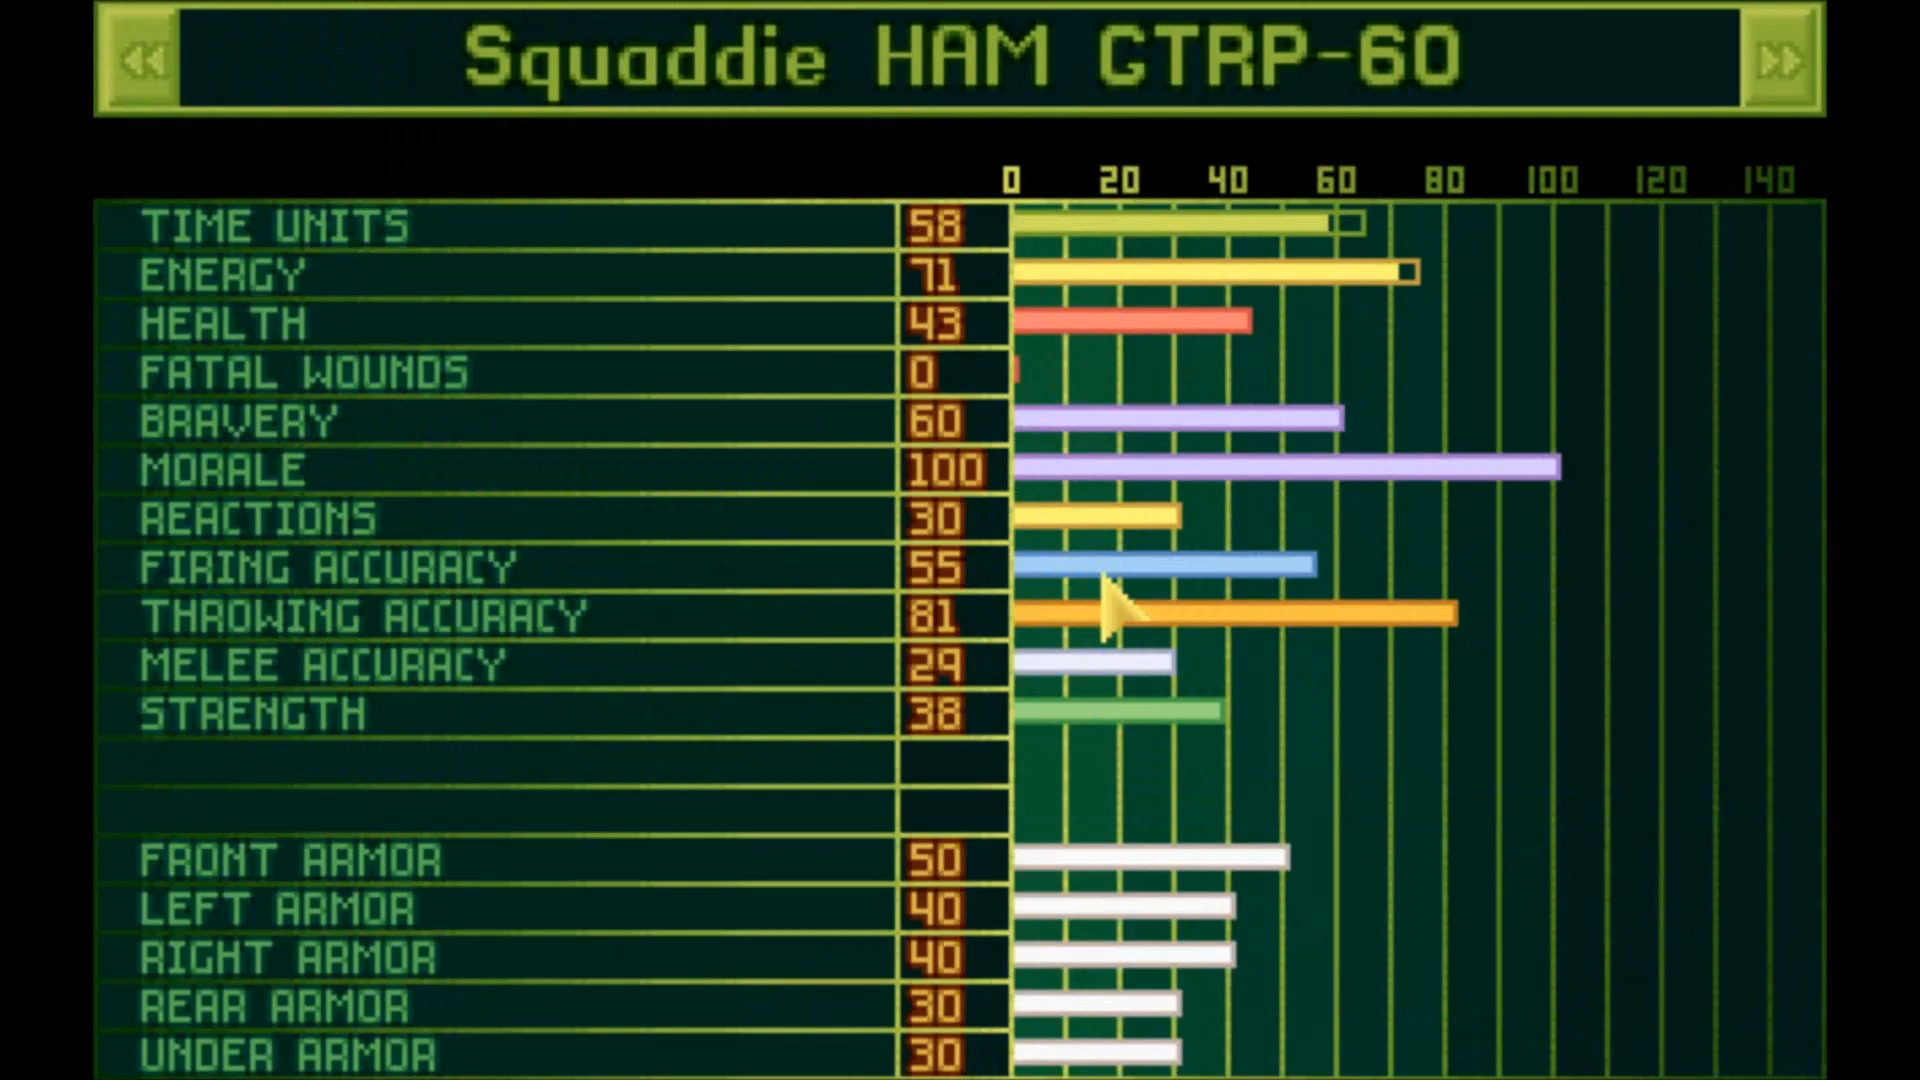 Squaddie HAM GTRP-60
0 20 40 60 80 100 120 140
TIME UNITS 58
ENERGY 71
HEALTH 43
FATAL WOUNDS 0
BRAVERY 60
MORALE 100
REACTIONS 30
FIRING ACCURACY 55
THROWING ACCURACY 81
MELEE ACCURACY 29
STRENGTH 38
FRONT ARMOR 50
LEFT ARMOR 40
RIGHT ARMOR 40
REAR ARMOR 30
UNDER ARMOR 30